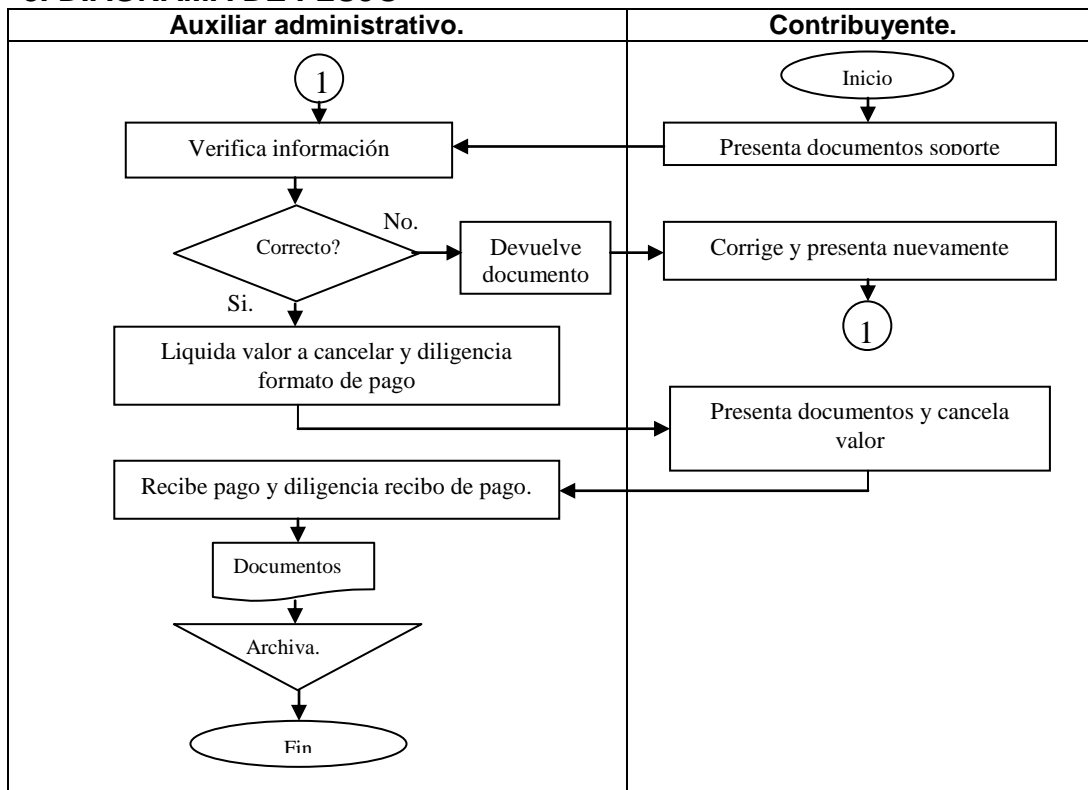 Auxiliar administrativo.
Contribuyente.
1
Inicio
Verifica información
Presenta documentos soporte
Correcto?
No.
Devuelve
documento
Corrige y presenta nuevamente
Si.
1
Liquida valor a cancelar y diligencia
formato de pago
Presenta documentos y cancela
valor
Recibe pago y diligencia recibo de pago.
Documentos
Archiva.
Fin